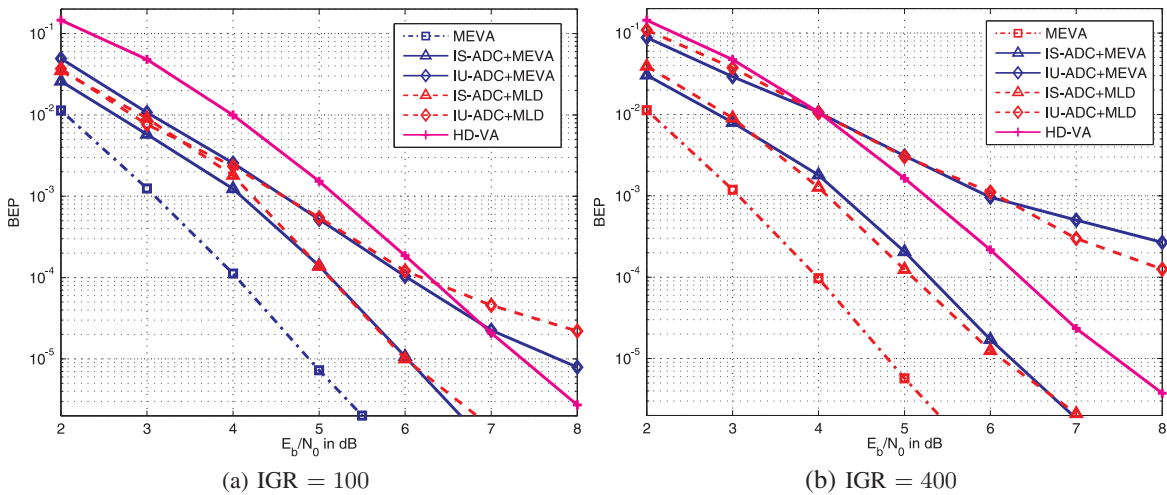 10^-1
10^-2
10^-3
10^-4
10^-5
BEP
2 3 4 5 6 7 8
E_b/N_0 in dB
MEVA
IS-ADC+MEVA
IU-ADC+MEVA
IS-ADC+MLD
IU-ADC+MLD
HD-VA
(a) IGR = 100
10^-1
10^-2
10^-3
10^-4
10^-5
BEP
2 3 4 5 6 7 8
E_b/N_0 in dB
MEVA
IS-ADC+MEVA
IU-ADC+MEVA
IS-ADC+MLD
IU-ADC+MLD
HD-VA
(b) IGR = 400